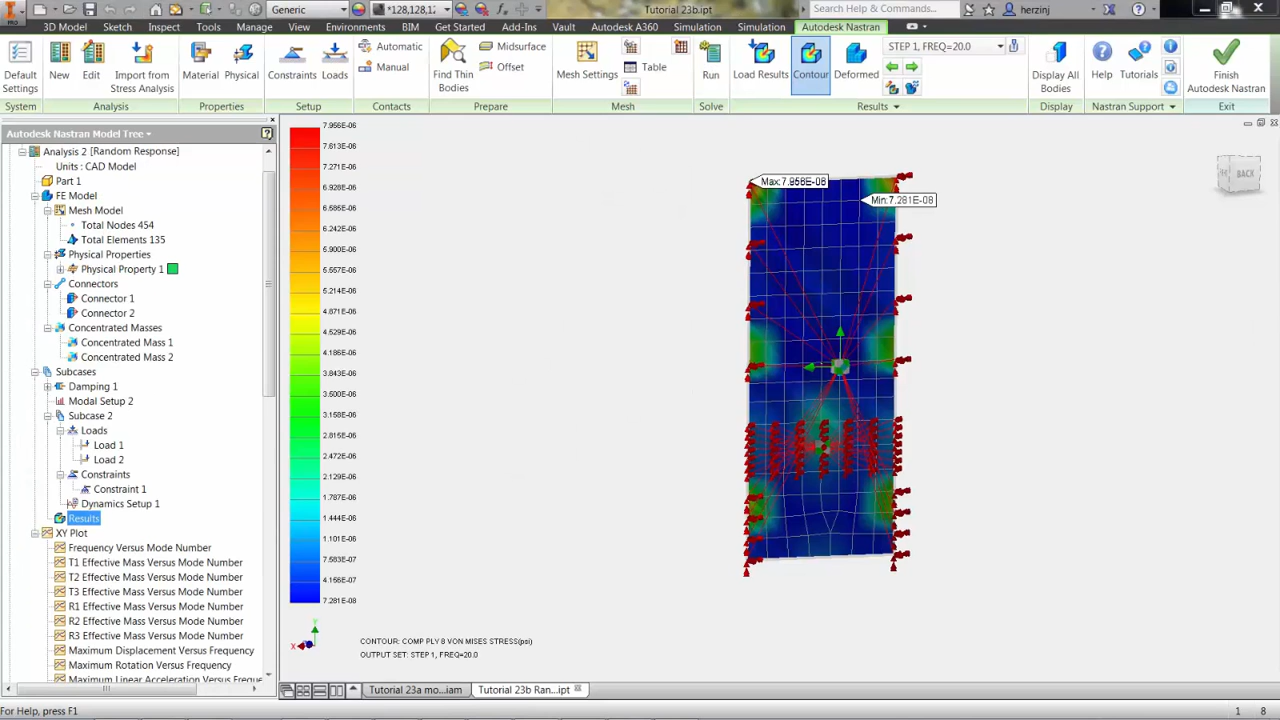 Generic
*128,128,12
Tutorial 23b.ipt
Search Help & Commands...
herzinj
PRO
3D Model
Sketch
Inspect
Tools
Manage
View
Environments
BIM
Get Started
Add-Ins
Vault
Autodesk A360
Simulation
Simulation
Autodesk Nastran
Default Settings
New
Edit
Import from Stress Analysis
Material
Physical
Constraints
Loads
Automatic
Manual
Find Thin Bodies
Midsurface
Offset
Mesh Settings
Table
Run
Load Results
Contour
Deformed
STEP 1, FREQ=20.0
Display All Bodies
Help
Tutorials
Finish Autodesk Nastran
System
Analysis
Properties
Setup
Contacts
Prepare
Mesh
Solve
Results
Display
Nastran Support
Exit
Autodesk Nastran Model Tree
Analysis 2 [Random Response]
Units : CAD Model
Part 1
FE Model
Mesh Model
Total Nodes 454
Total Elements 135
Physical Properties
Physical Property 1
Connectors
Connector 1
Connector 2
Concentrated Masses
Concentrated Mass 1
Concentrated Mass 2
Subcases
Damping 1
Modal Setup 2
Subcase 2
Loads
Load 1
Load 2
Constraints
Constraint 1
Dynamics Setup 1
Results
XY Plot
Frequency Versus Mode Number
T1 Effective Mass Versus Mode Number
T2 Effective Mass Versus Mode Number
T3 Effective Mass Versus Mode Number
R1 Effective Mass Versus Mode Number
R2 Effective Mass Versus Mode Number
R3 Effective Mass Versus Mode Number
Maximum Displacement Versus Frequency
Maximum Rotation Versus Frequency
Maximum Linear Acceleration Versus Freque
7.956E-06
7.613E-06
7.271E-06
6.928E-06
6.585E-06
6.242E-06
5.900E-06
5.557E-06
5.214E-06
4.871E-06
4.529E-06
4.186E-06
3.843E-06
3.500E-06
3.158E-06
2.815E-06
2.472E-06
2.129E-06
1.787E-06
1.444E-06
1.101E-06
7.583E-07
4.156E-07
7.281E-08
Max:7.956E-06
Min:7.281E-08
BACK
Y
X
CONTOUR: COMP PLY 8 VON MISES STRESS(psi)
OUTPUT SET: STEP 1, FREQ=20.0
Tutorial 23a mo...iam
Tutorial 23b Ran...ipt
For Help, press F1
1
8